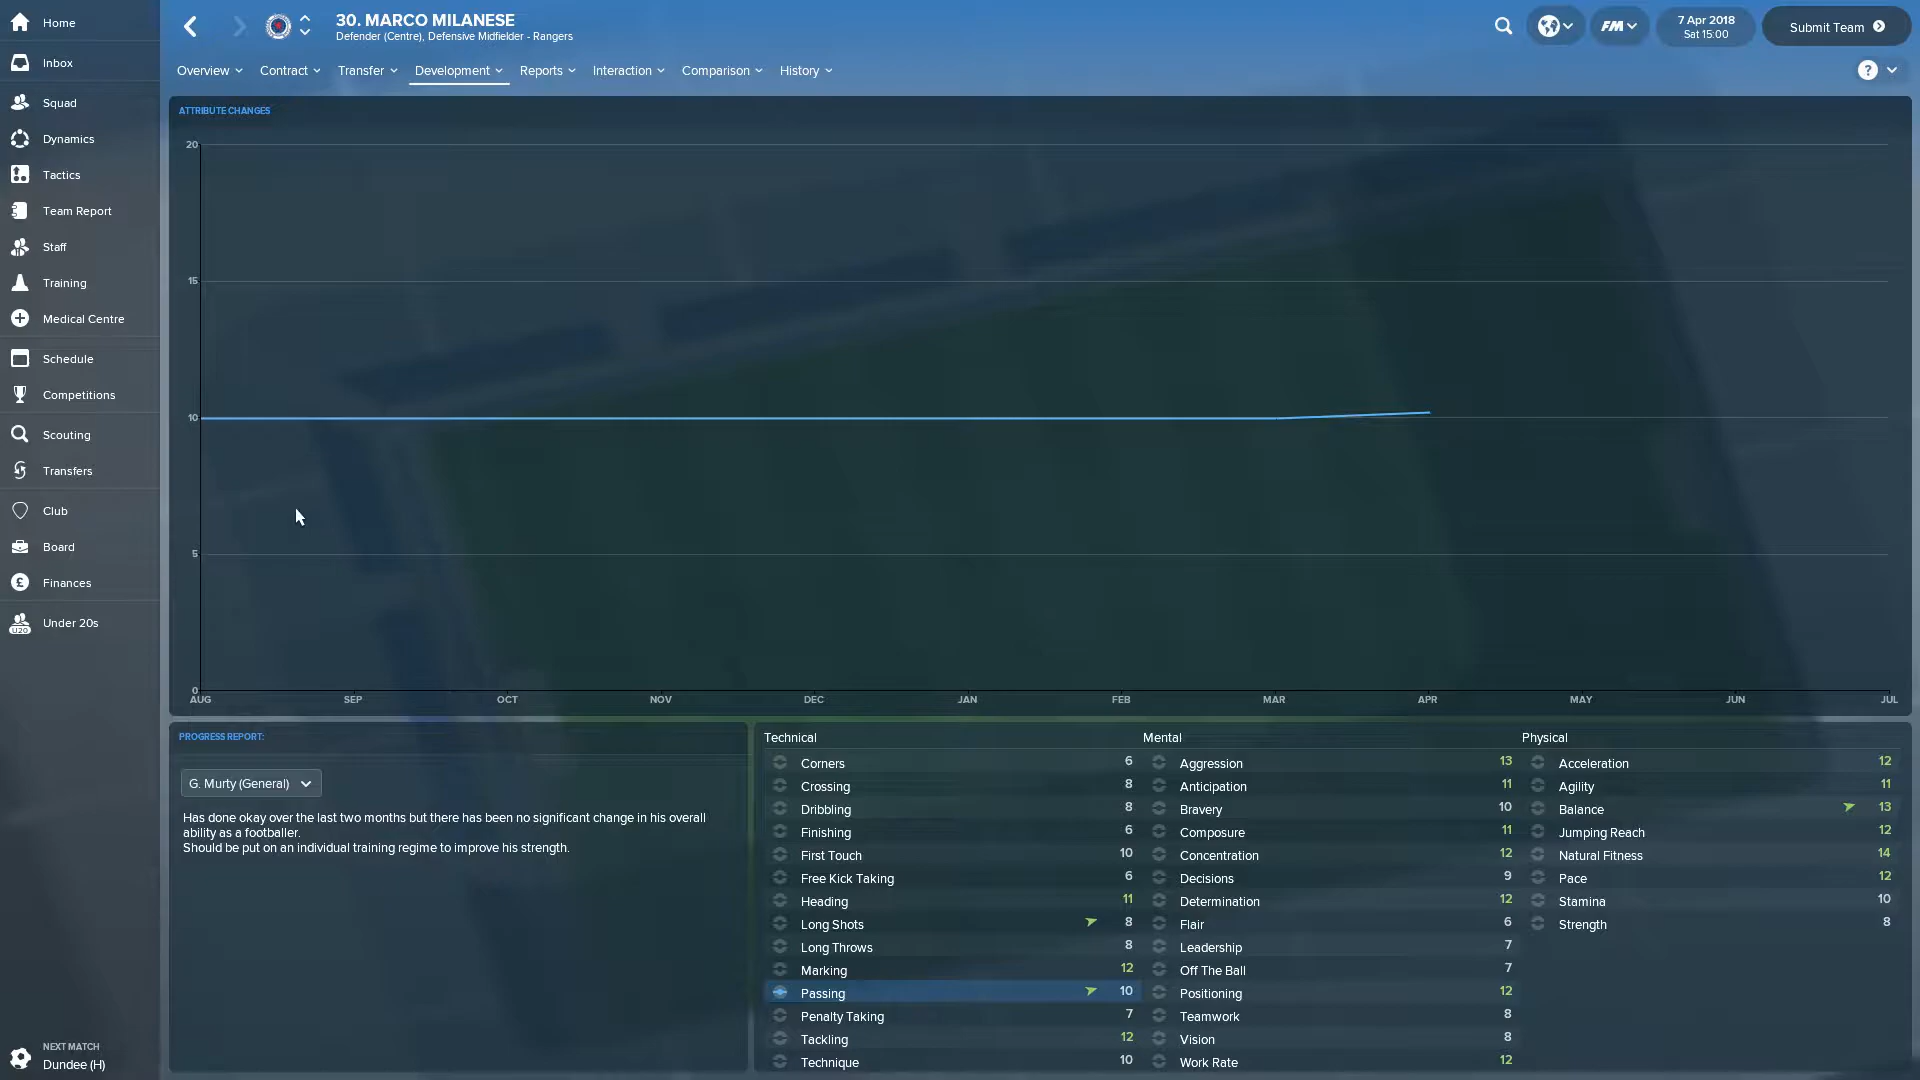 Home
Inbox
Squad
Dynamics
Tactics
Team Report
Staff
Training
Medical Centre
Schedule
Competitions
Scouting
Transfers
Club
Board
Finances
U20
Under 20s
NEXT MATCH
Dundee (H)
30. MARCO MILANESE
Defender (Centre), Defensive Midfielder - Rangers
FM
7 Apr 2018
Sat 15:00
Submit Team
Overview
Contract
Transfer
Development
Reports
Interaction
Comparison
History
?
ATTRIBUTE CHANGES
20
15
10
5
0
AUG SEP OCT NOV DEC JAN FEB MAR APR MAY JUN JUL
PROGRESS REPORT:
G. Murty (General)
Has done okay over the last two months but there has been no significant change in his overall
ability as a footballer.
Should be put on an individual training regime to improve his strength.
Technical
Corners 6
Crossing 8
Dribbling 8
Finishing 6
First Touch 10
Free Kick Taking 6
Heading 11
Long Shots 8
Long Throws 8
Marking 12
Passing 10
Penalty Taking 7
Tackling 12
Technique 10
Mental
Aggression 13
Anticipation 11
Bravery 10
Composure 11
Concentration 12
Decisions 9
Determination 12
Flair 6
Leadership 7
Off The Ball 7
Positioning 12
Teamwork 8
Vision 8
Work Rate 12
Physical
Acceleration 12
Agility 11
Balance 13
Jumping Reach 12
Natural Fitness 14
Pace 12
Stamina 10
Strength 8